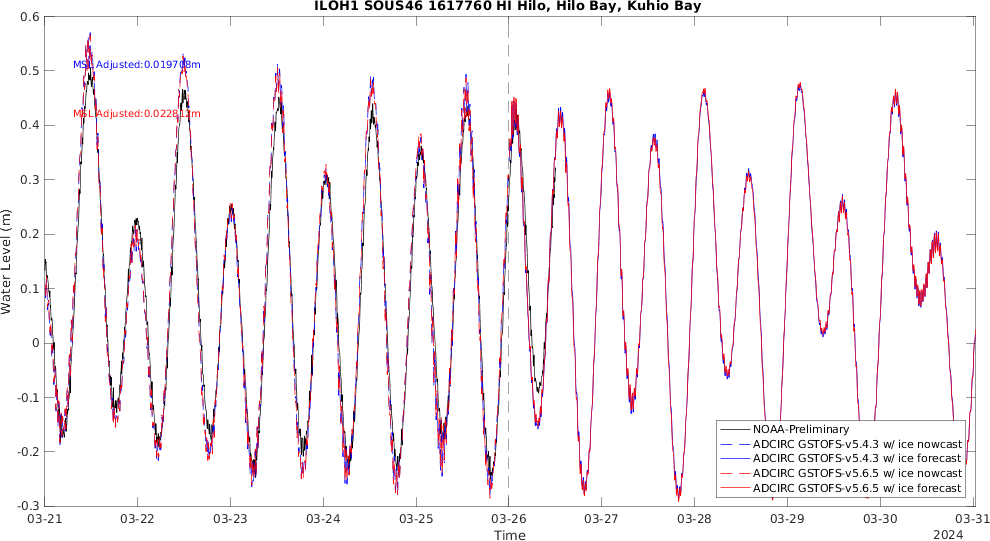 ILOH1 SOUS46 1617760 HI Hilo, Hilo Bay, Kuhio Bay
0.6
0.5
0.4
0.3
0.2
0.1
0
-0.1
-0.2
-0.3
Water Level (m)
MSL Adjusted:0.019708m
MSL Adjusted:0.022812m
NOAA-Preliminary
ADCIRC GSTOFS-v5.4.3 w/ ice nowcast
ADCIRC GSTOFS-v5.4.3 w/ ice forecast
ADCIRC GSTOFS-v5.6.5 w/ ice nowcast
ADCIRC GSTOFS-v5.6.5 w/ ice forecast
03-21 03-22 03-23 03-24 03-25 03-26 03-27 03-28 03-29 03-30 03-31
Time
2024